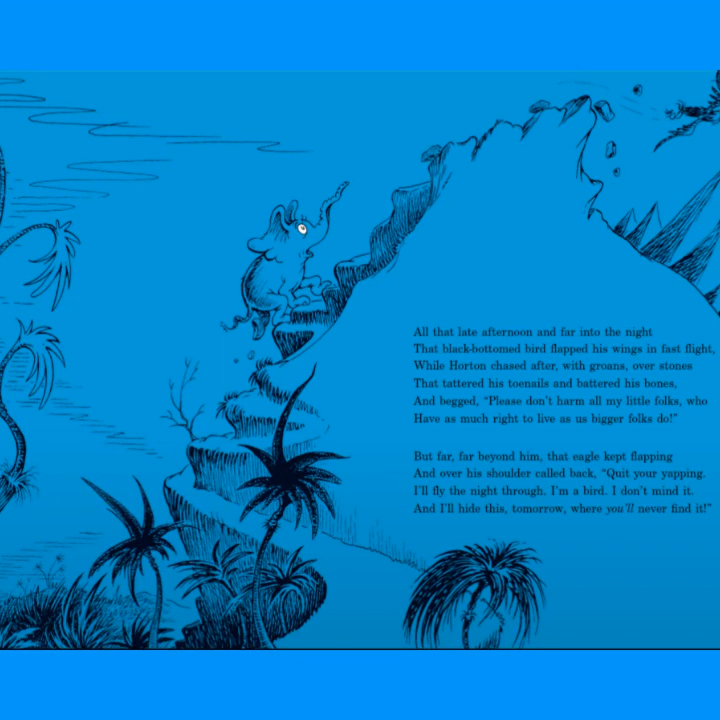 All that late afternoon and far into the night
That black-bottomed bird flapped his wings in fast flight,
While Horton chased after, with groans, over stones
That tattered his toenails and battered his bones,
And begged, “Please don’t harm all my little folks, who
Have as much right to live as us bigger folks do!”
But far, far beyond him, that eagle kept flapping
And over his shoulder called back, “Quit your yapping.
I’ll fly the night through. I’m a bird. I don’t mind it.
And I’ll hide this, tomorrow, where you’ll never find it!”